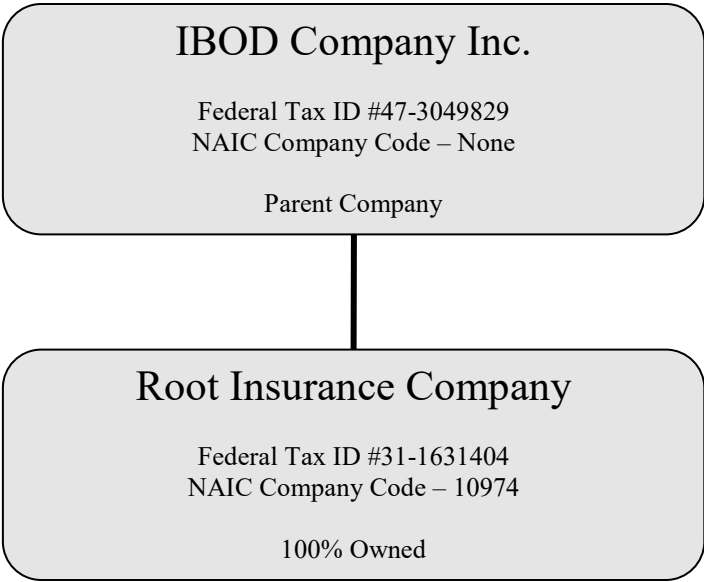 IBOD Company Inc.
Federal Tax ID #47-3049829
NAIC Company Code – None
Parent Company
Root Insurance Company
Federal Tax ID #31-1631404
NAIC Company Code – 10974
100% Owned